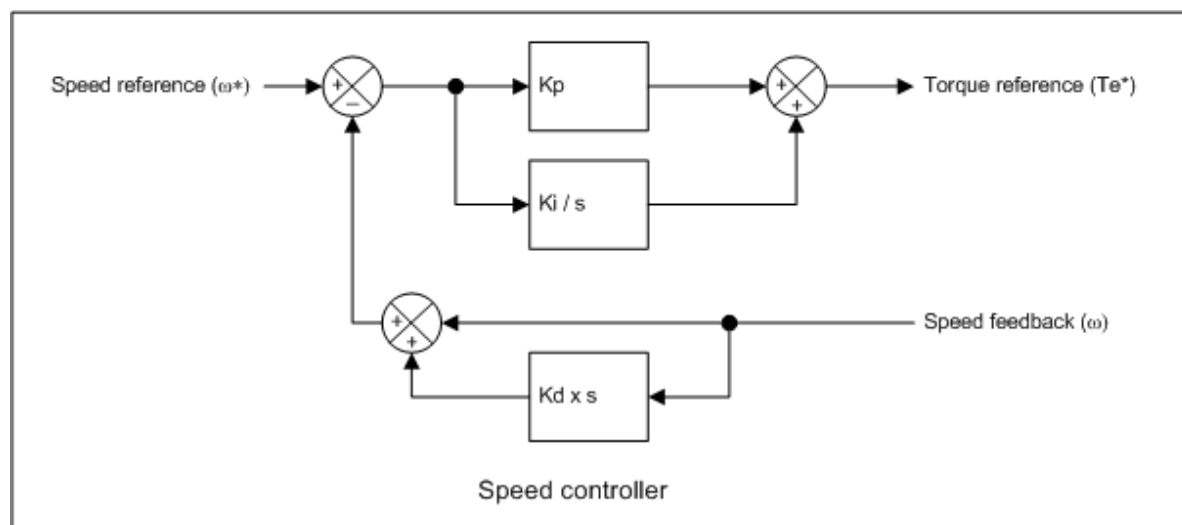 Speed reference (ω*)
+
−
Kp
+
+
Torque reference (Te*)
Ki / s
+
+
Speed feedback (ω)
Kd x s
Speed controller